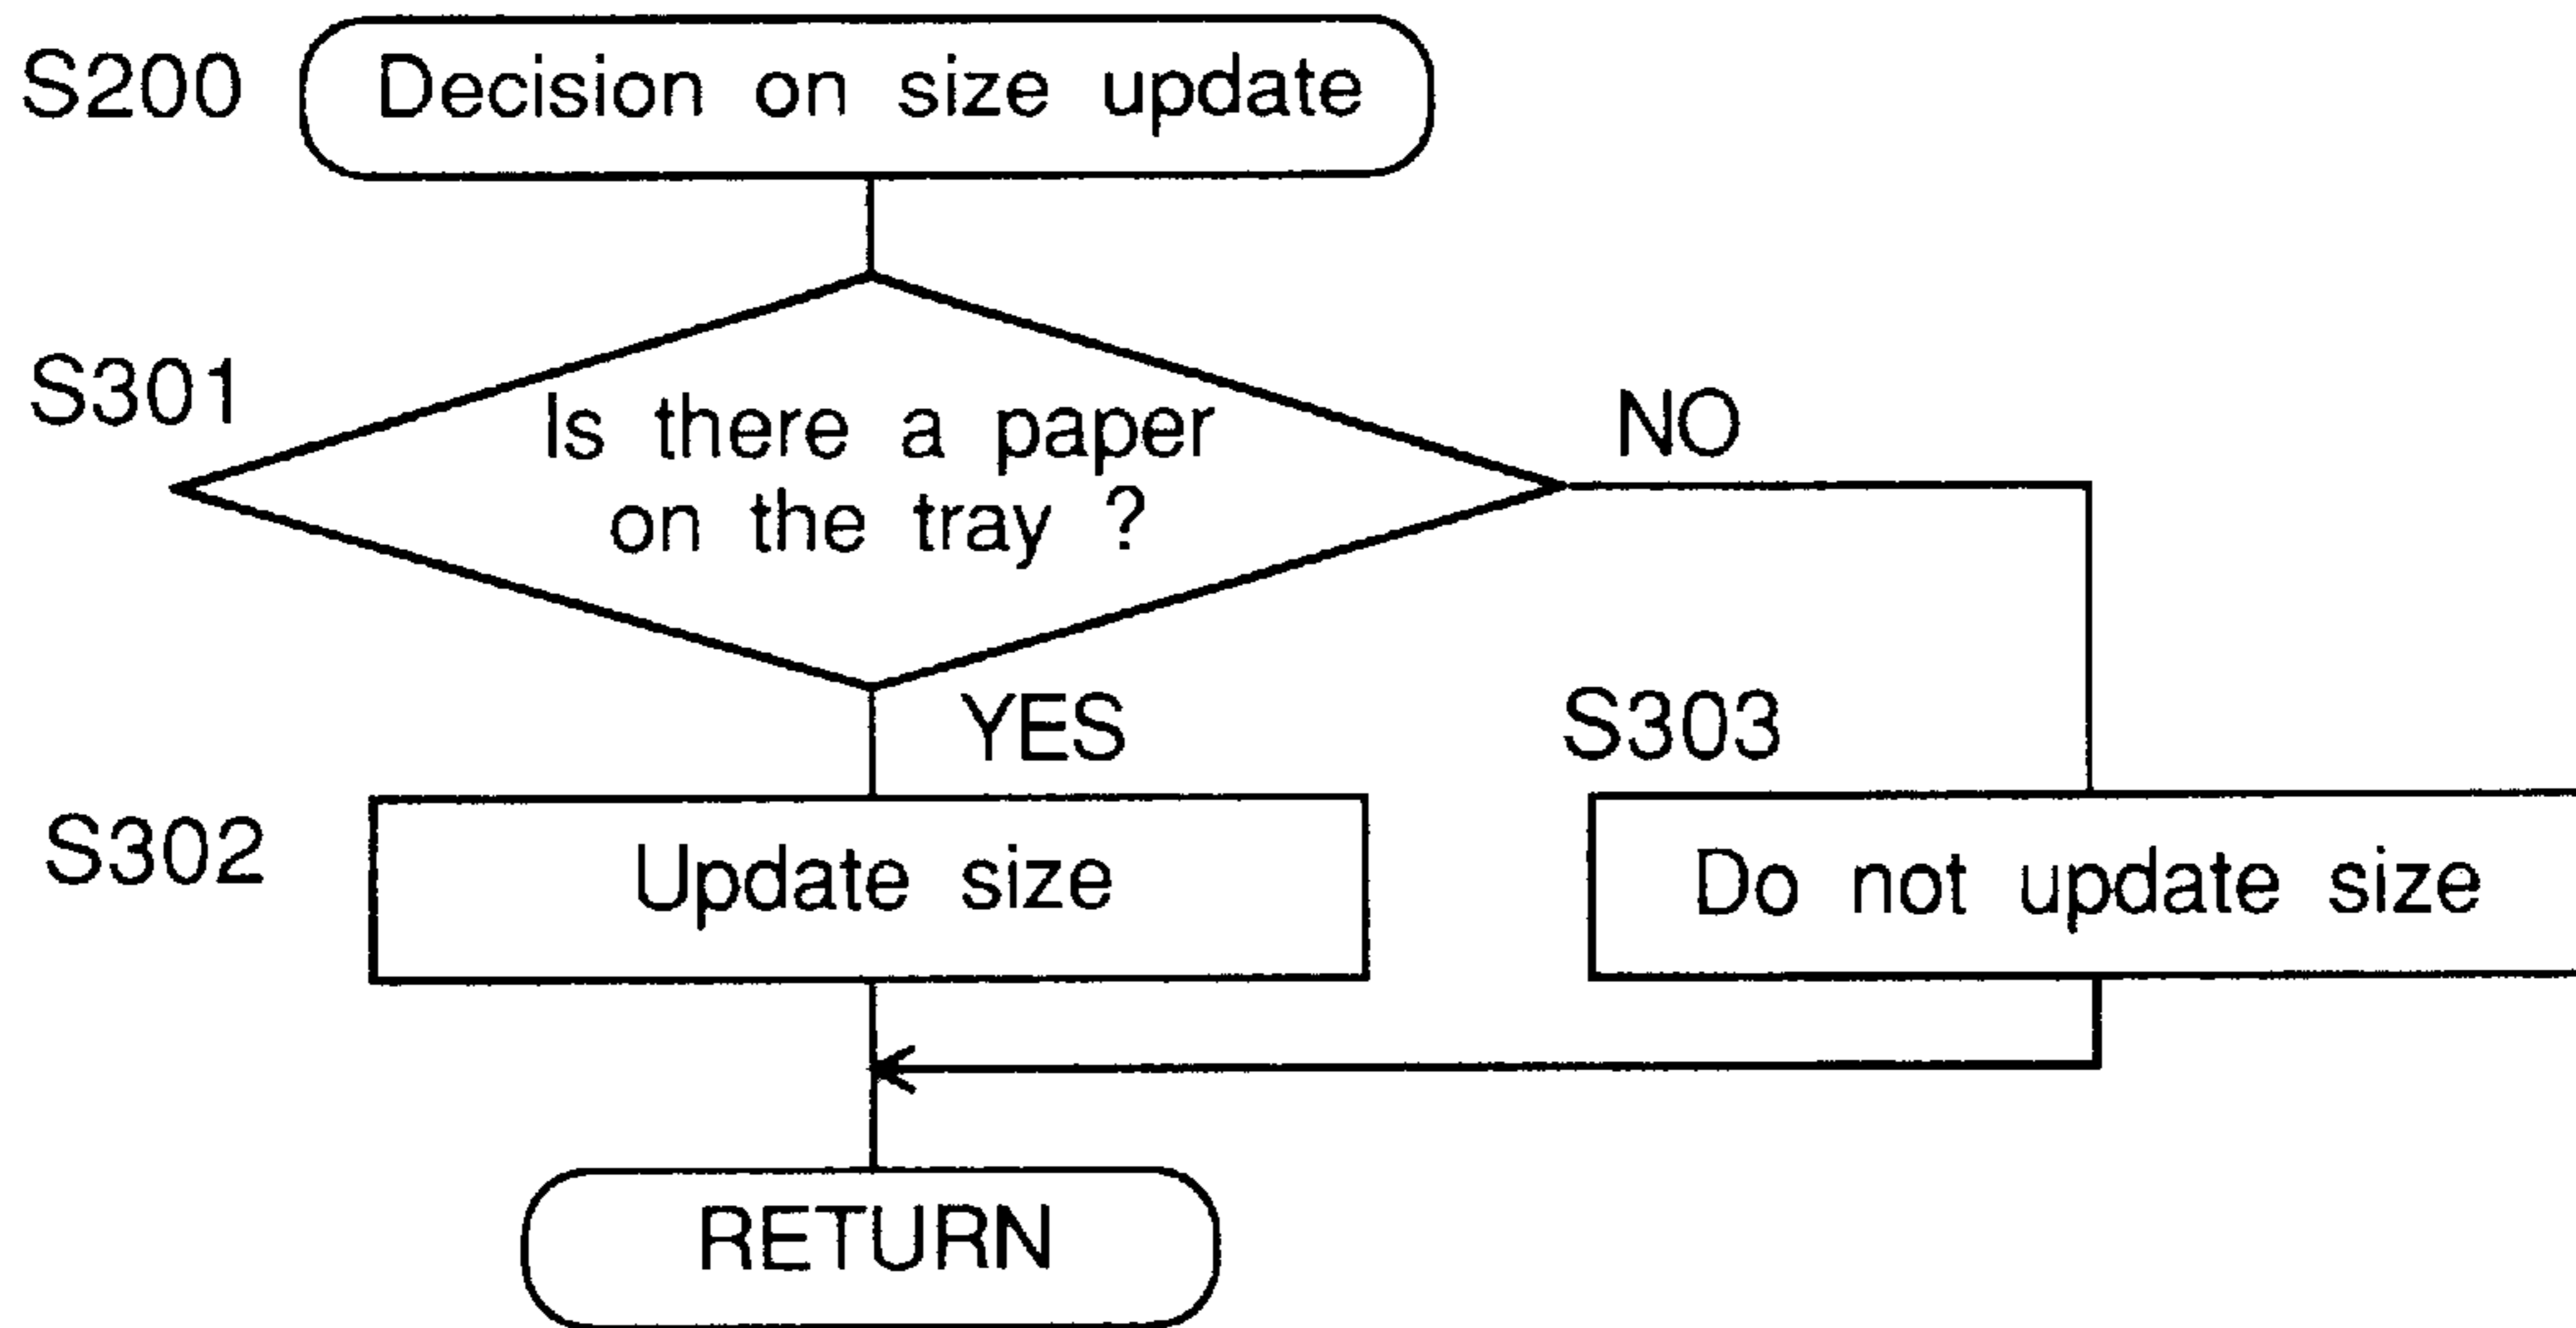 S200
Decision on size update
S301
Is there a paper
on the tray ?
NO
YES
S303
S302
Update size
Do not update size
RETURN